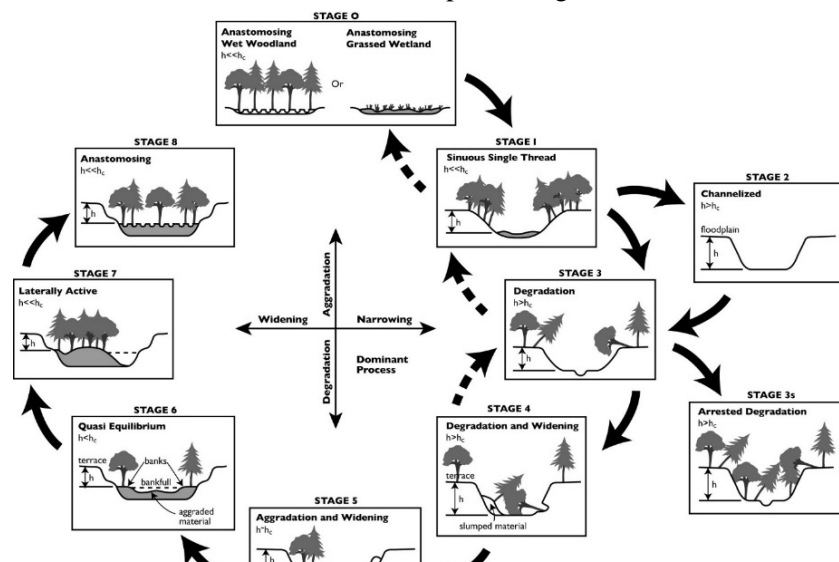 STAGE O
Anastomosing
Wet Woodland
h<<hc
Or
Anastomosing
Grassed Wetland
STAGE I
Sinuous Single Thread
h<<hc
h
STAGE 2
Channelized
h>hc
floodplain
h
STAGE 3
Degradation
h>hc
h
STAGE 3s
Arrested Degradation
h>hc
h
STAGE 4
Degradation and Widening
h>hc
terrace
h
slumped material
STAGE 5
Aggradation and Widening
h~hc
h
STAGE 6
Quasi Equilibrium
h<hc
terrace
banks
h
bankfull
aggraded
material
STAGE 7
Laterally Active
h<<hc
h
STAGE 8
Anastomosing
h<<hc
h
Aggradation
Widening
Narrowing
Degradation
Dominant
Process